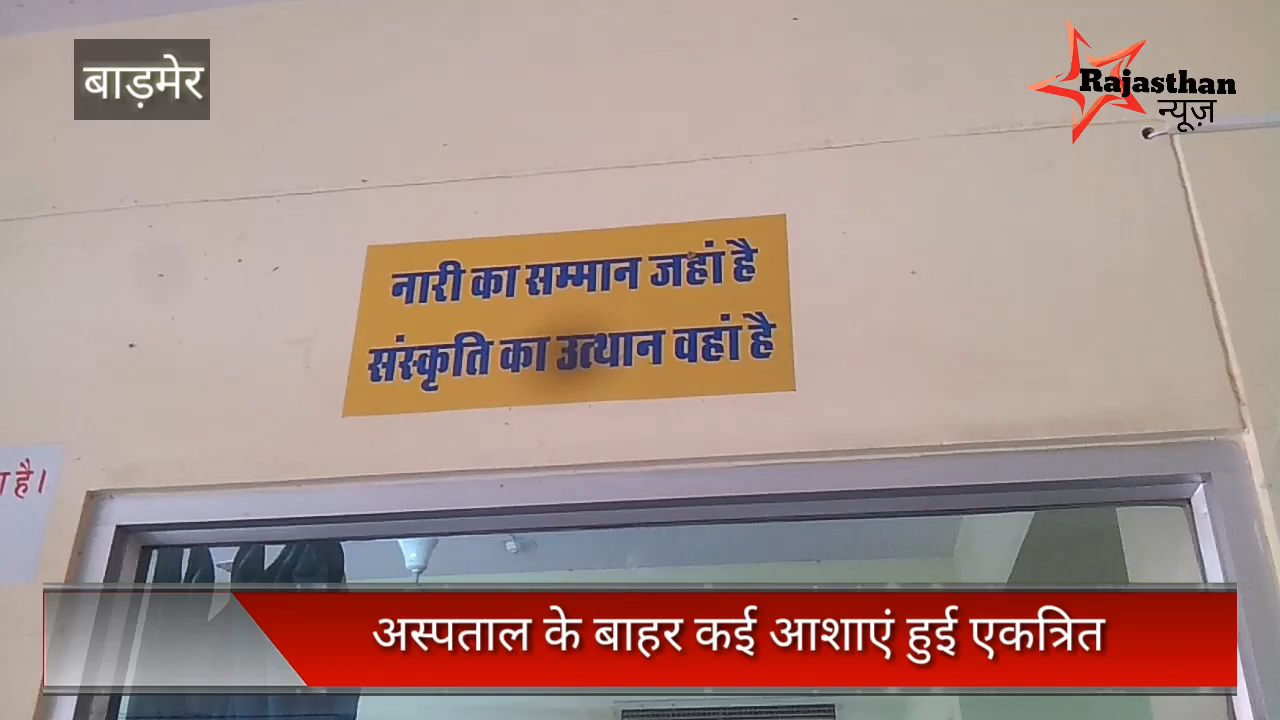 बाड़मेर
Rajasthan
न्यूज़
नारी का सम्मान जहां है
संस्कृति का उत्थान वहां है
है।
अस्पताल के बाहर कई आशाएं हुई एकत्रित